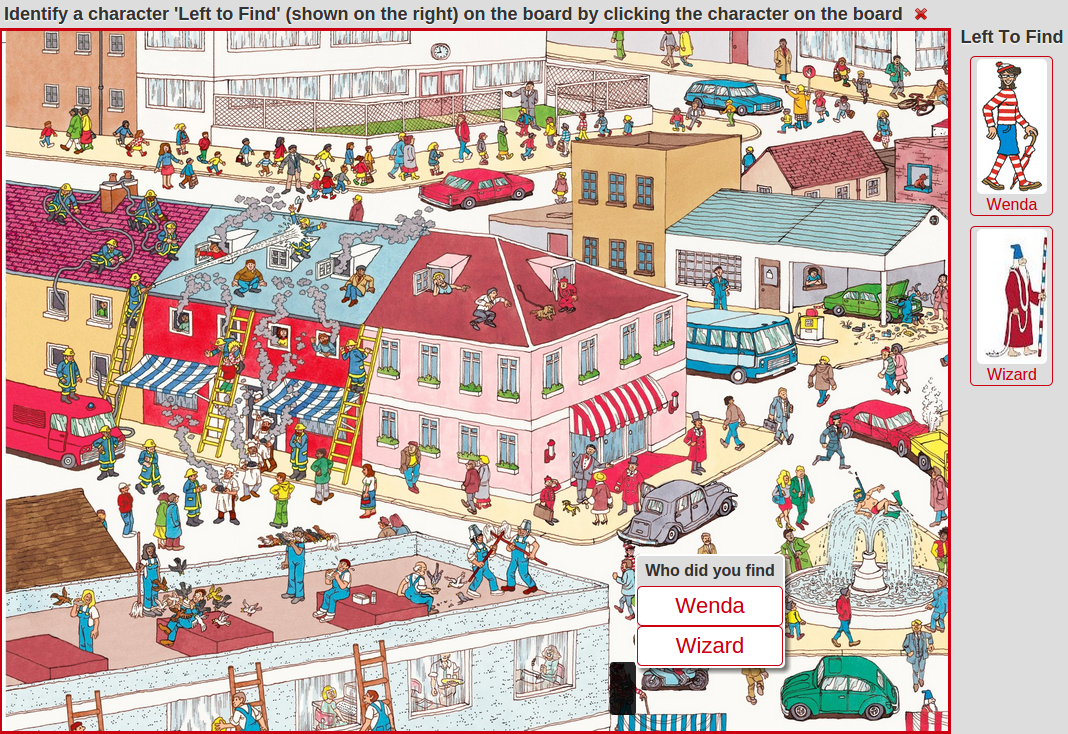 Identify a character 'Left to Find' (shown on the right) on the board by clicking the character on the board
Left To Find
Wenda
Wizard
Who did you find
Wenda
Wizard